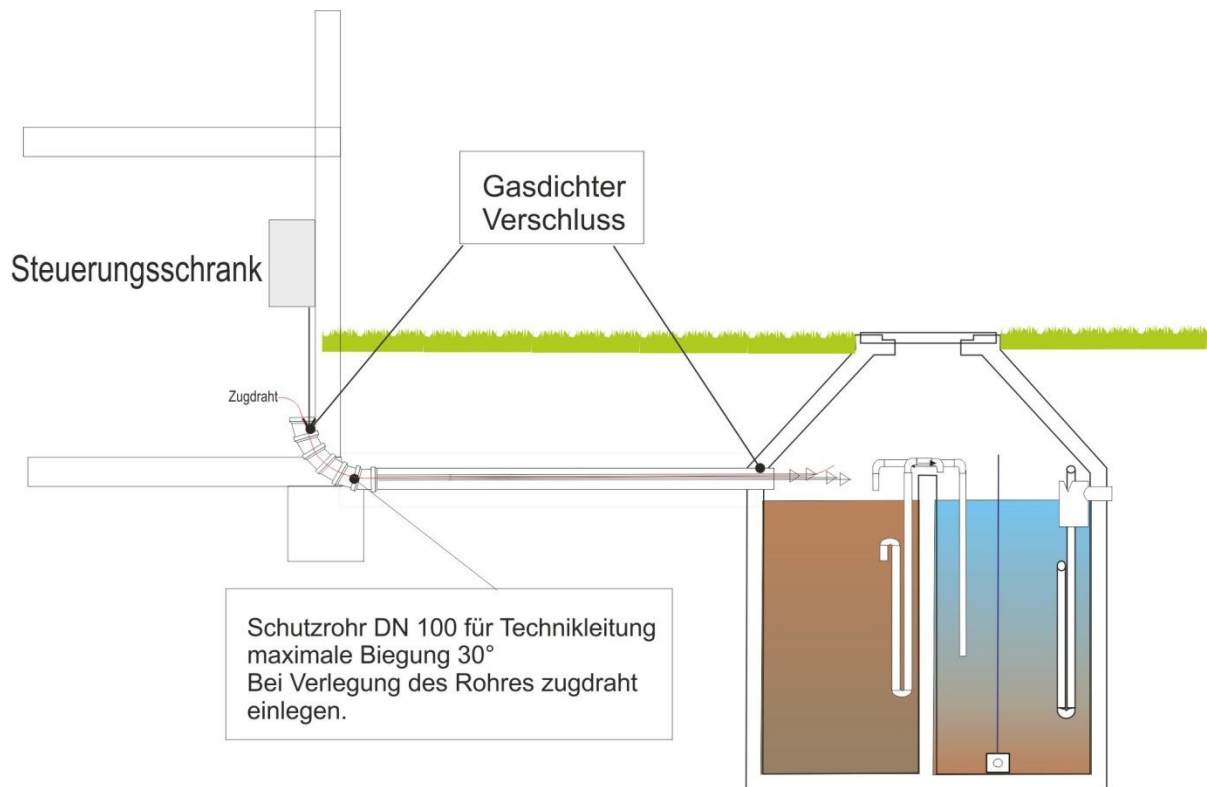 Gasdichter
Verschluss
Steuerungsschrank
Zugdraht
Schutzrohr DN 100 für Technikleitung
maximale Biegung 30°
Bei Verlegung des Rohres zugdraht
einlegen.